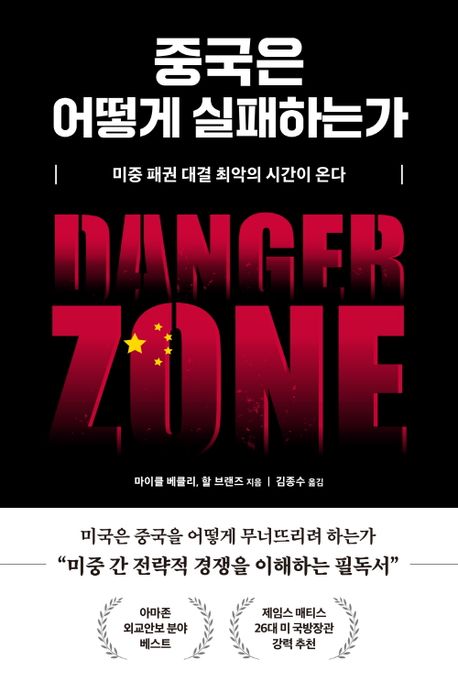 중국은
어떻게 실패하는가
미중 패권 대결 최악의 시간이 온다
DANGER
ZONE
마이클 베클리, 할 브랜즈 지음 | 김종수 옮김
미국은 중국을 어떻게 무너뜨리려 하는가
“미중 간 전략적 경쟁을 이해하는 필독서”
아마존
외교안보 분야
베스트
제임스 매티스
26대 미 국방장관
강력 추천